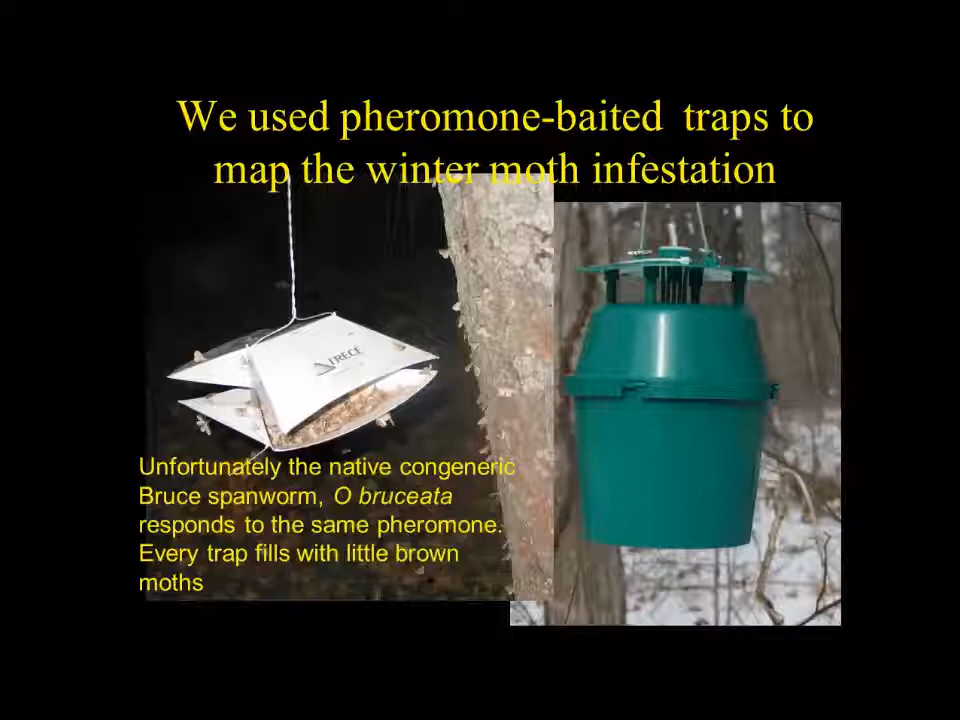 We used pheromone-baited traps to
map the winter moth infestation
TRECE
Unfortunately the native congeneric
Bruce spanworm, O bruceata
responds to the same pheromone.
Every trap fills with little brown
moths